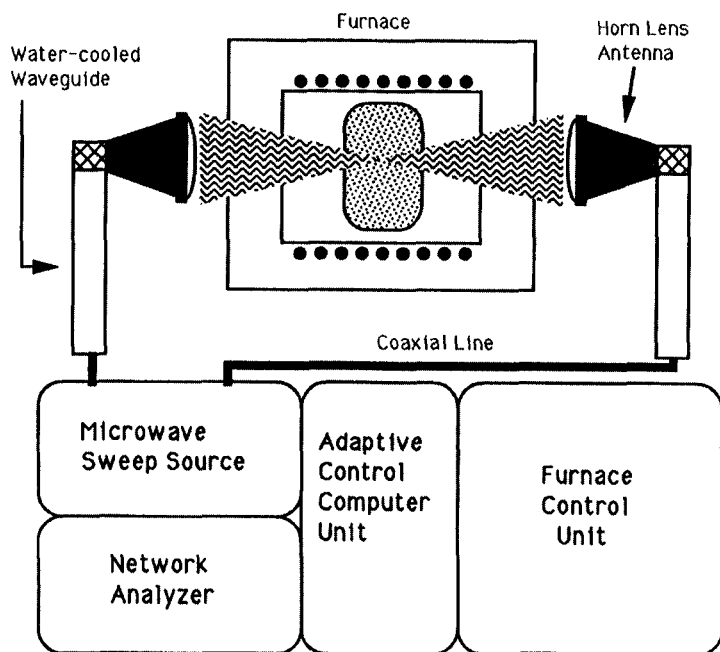 Furnace
Water-cooled
Waveguide
Horn Lens
Antenna
Coaxial Line
Microwave
Sweep Source
Adaptive
Control
Computer
Unit
Furnace
Control
Unit
Network
Analyzer